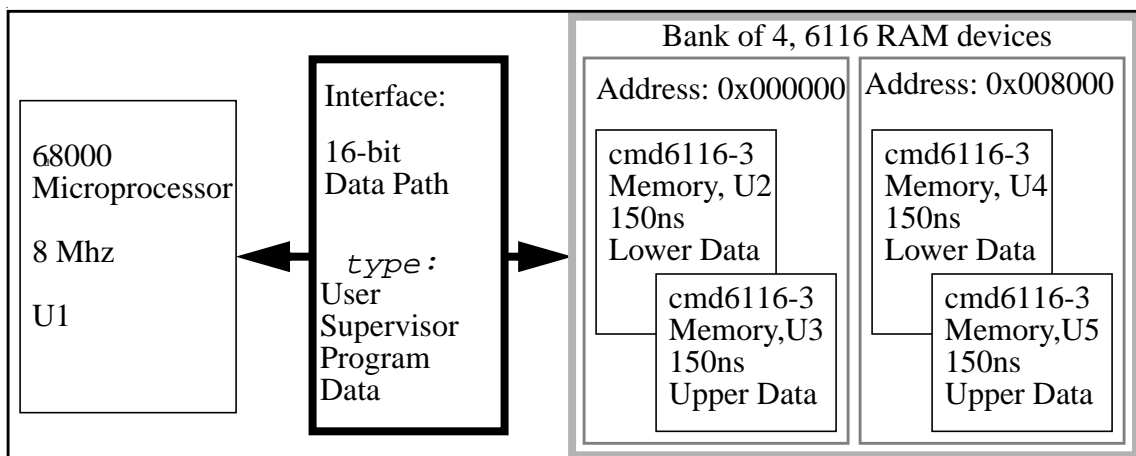 68000
Microprocessor
8 Mhz
U1
Interface:
16-bit
Data Path
type:
User
Supervisor
Program
Data
Bank of 4, 6116 RAM devices
Address: 0x000000
cmd6116-3
Memory, U2
150ns
Lower Data
cmd6116-3
Memory,U3
150ns
Upper Data
Address: 0x008000
cmd6116-3
Memory, U4
150ns
Lower Data
cmd6116-3
Memory,U5
150ns
Upper Data